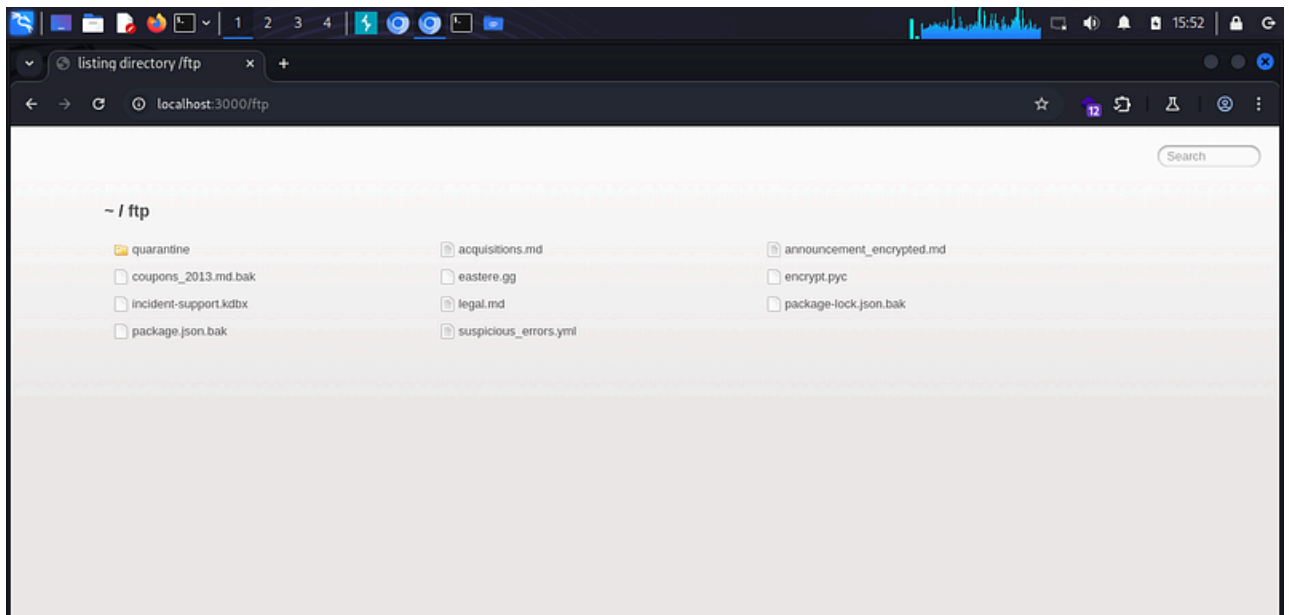 1 2 3 4 15:52
listing directory /ftp
localhost:3000/ftp
12
Search
~ / ftp
quarantine acquisitions.md announcement_encrypted.md
coupons_2013.md.bak eastere.gg encrypt.pyc
incident-support.kdbx legal.md package-lock.json.bak
package.json.bak suspicious_errors.yml